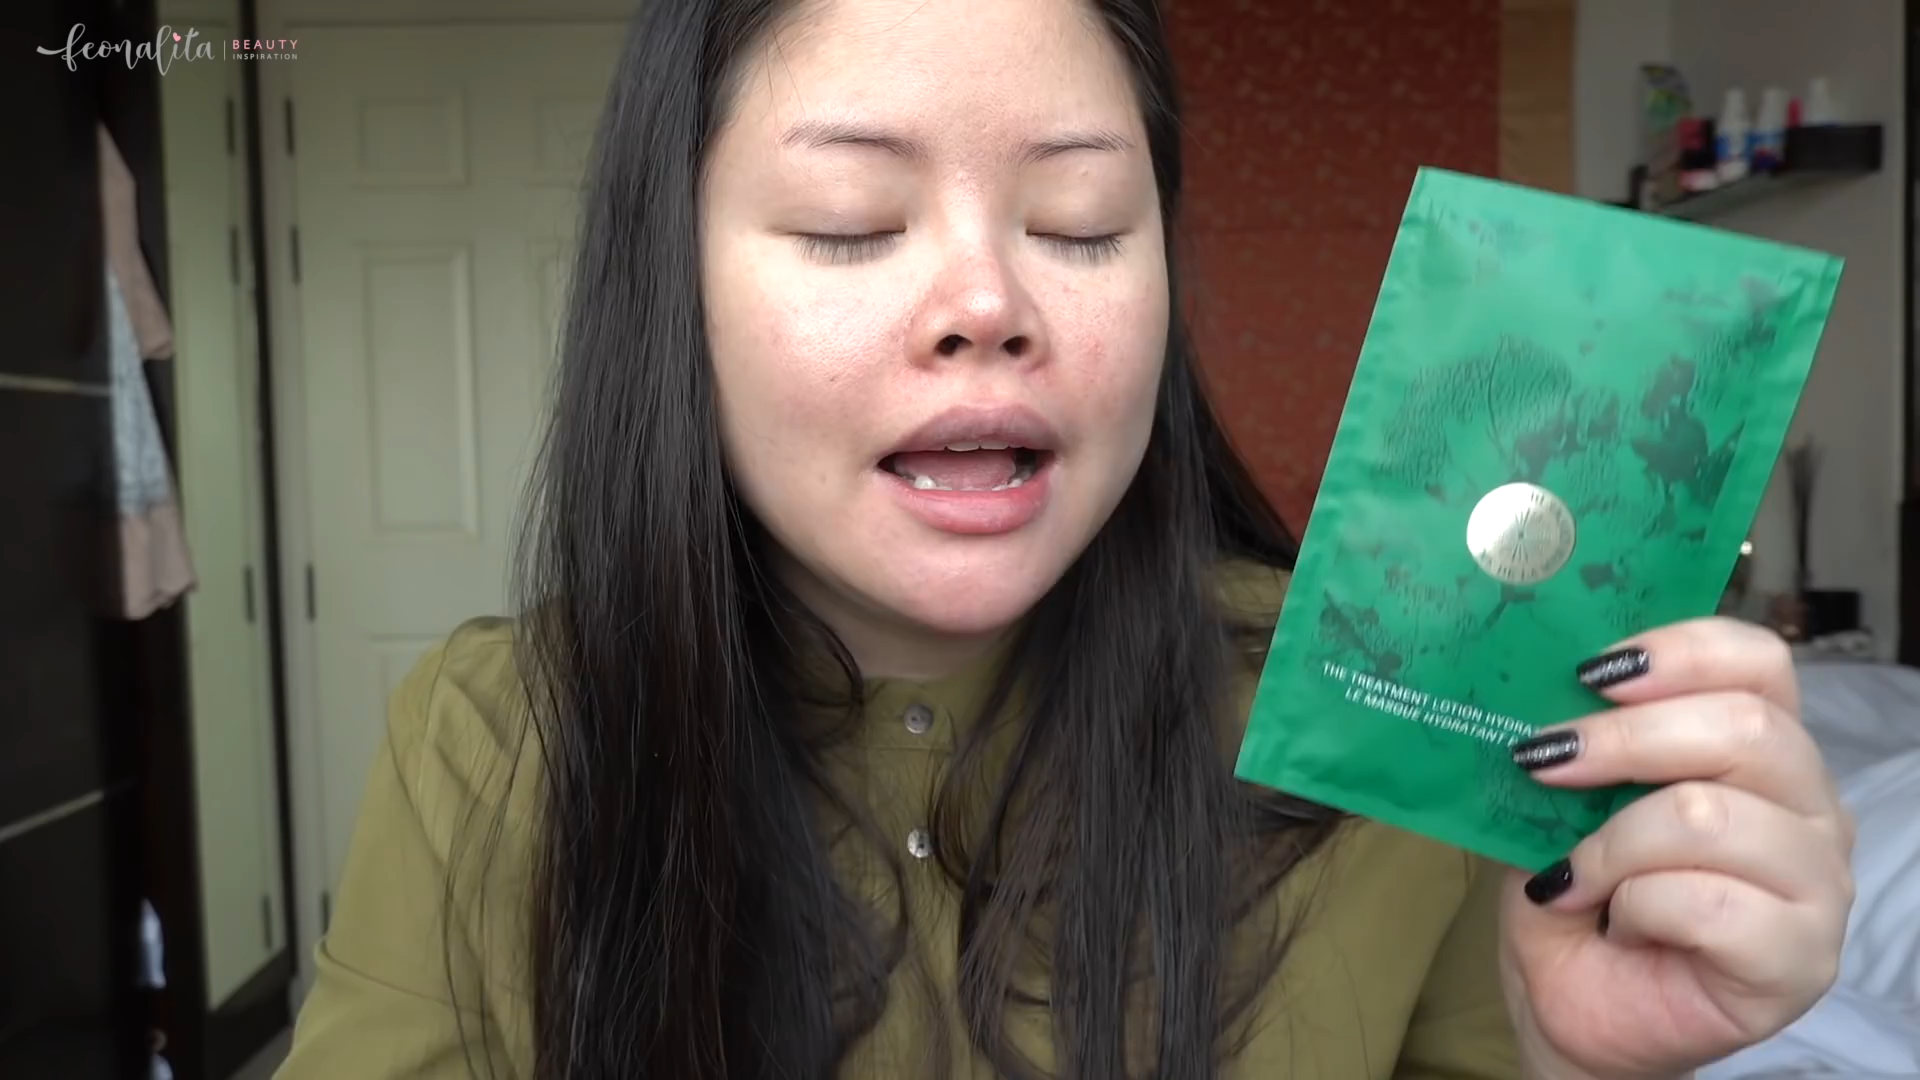 feonalita
BEAUTY
INSPIRATION
THE TREATMENT LOTION HYDRA
LE MASQUE HYDRATANT